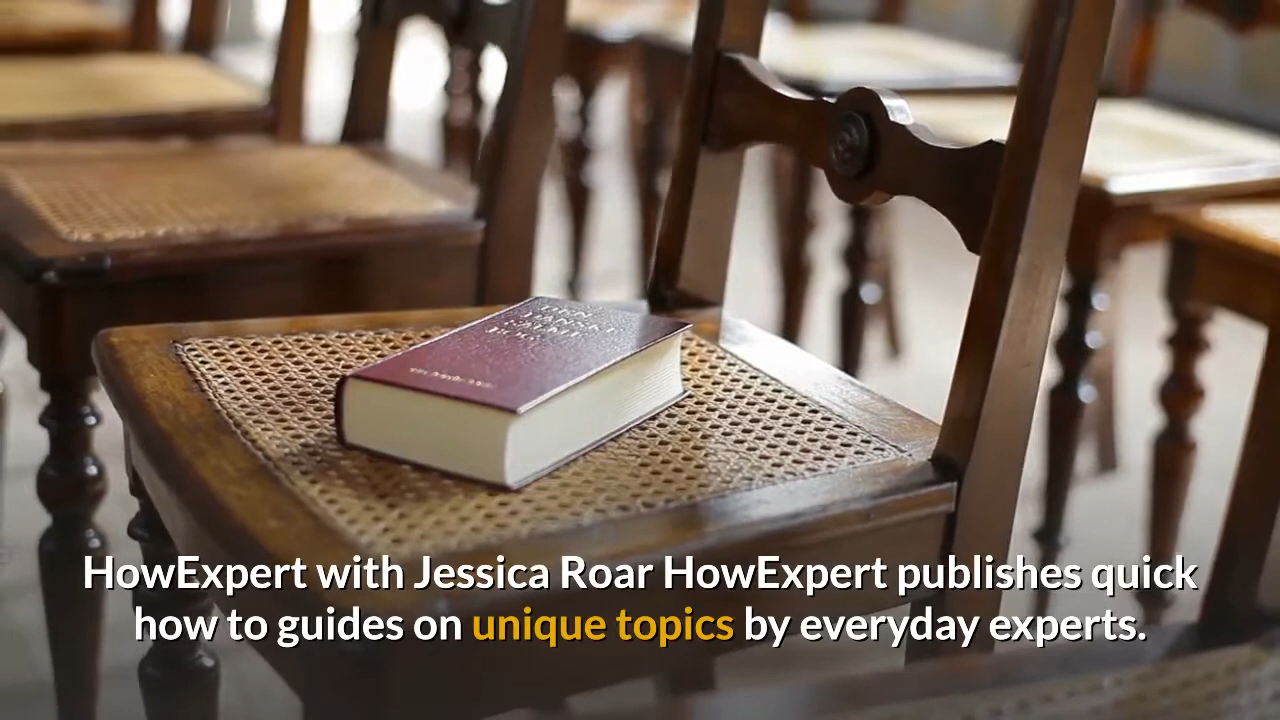 HowExpert with Jessica Roar HowExpert publishes quick
how to guides on unique topics by everyday experts.